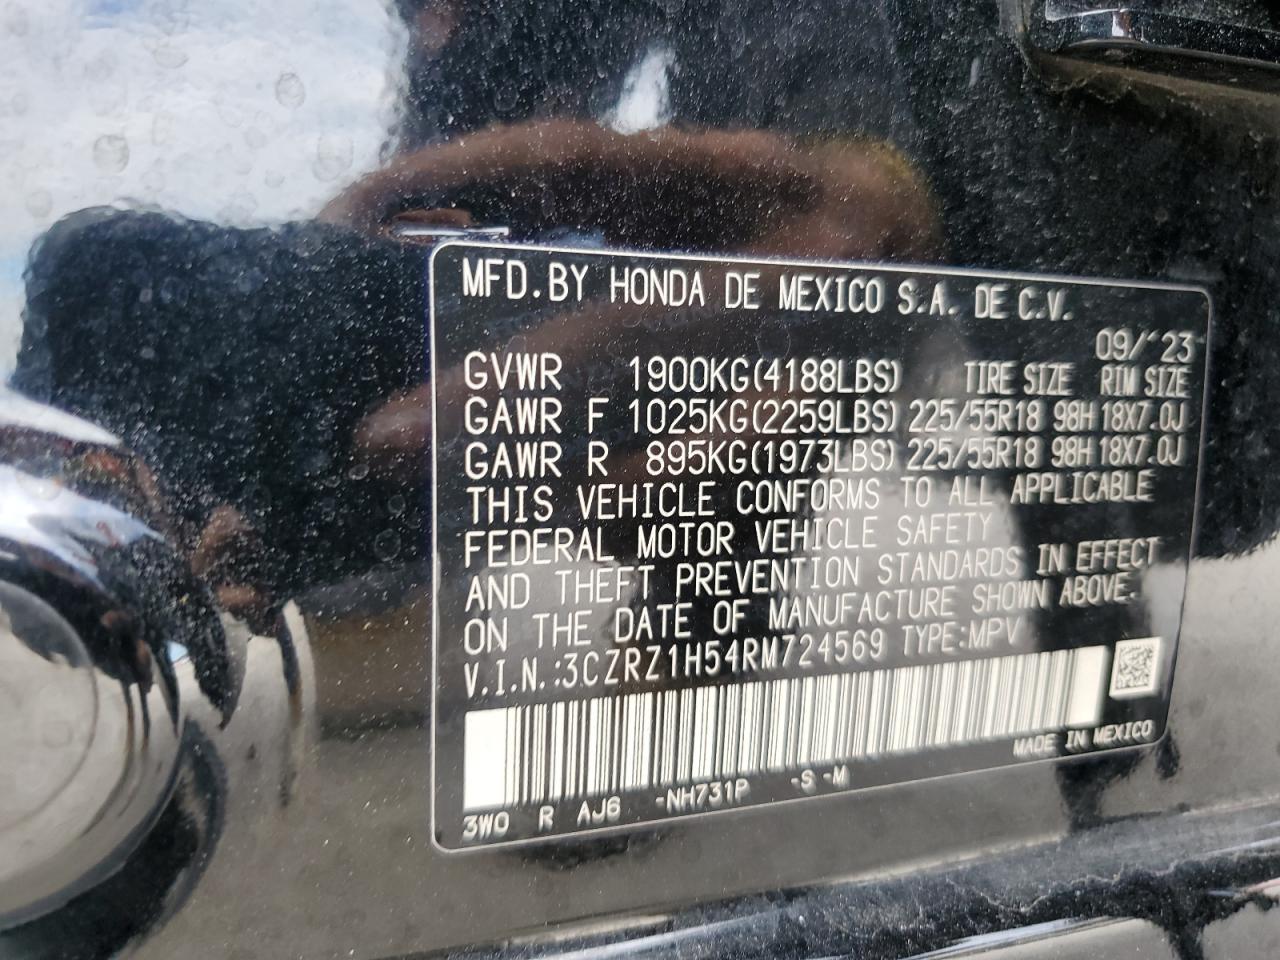 MFD.BY HONDA DE MEXICO S.A. DE C.V.
09/'23
GVWR 1900KG(4188LBS) TIRE SIZE RIM SIZE
GAWR F 1025KG(2259LBS) 225/55R18 98H 18X7.0J
GAWR R 895KG(1973LBS) 225/55R18 98H 18X7.0J
THIS VEHICLE CONFORMS TO ALL APPLICABLE
FEDERAL MOTOR VEHICLE SAFETY
AND THEFT PREVENTION STANDARDS IN EFFECT
ON THE DATE OF MANUFACTURE SHOWN ABOVE.
V.I.N.:3CZRZ1H54RM724569 TYPE:MPV
MADE IN MEXICO
3W0 R AJ6 -NH731P -S -M